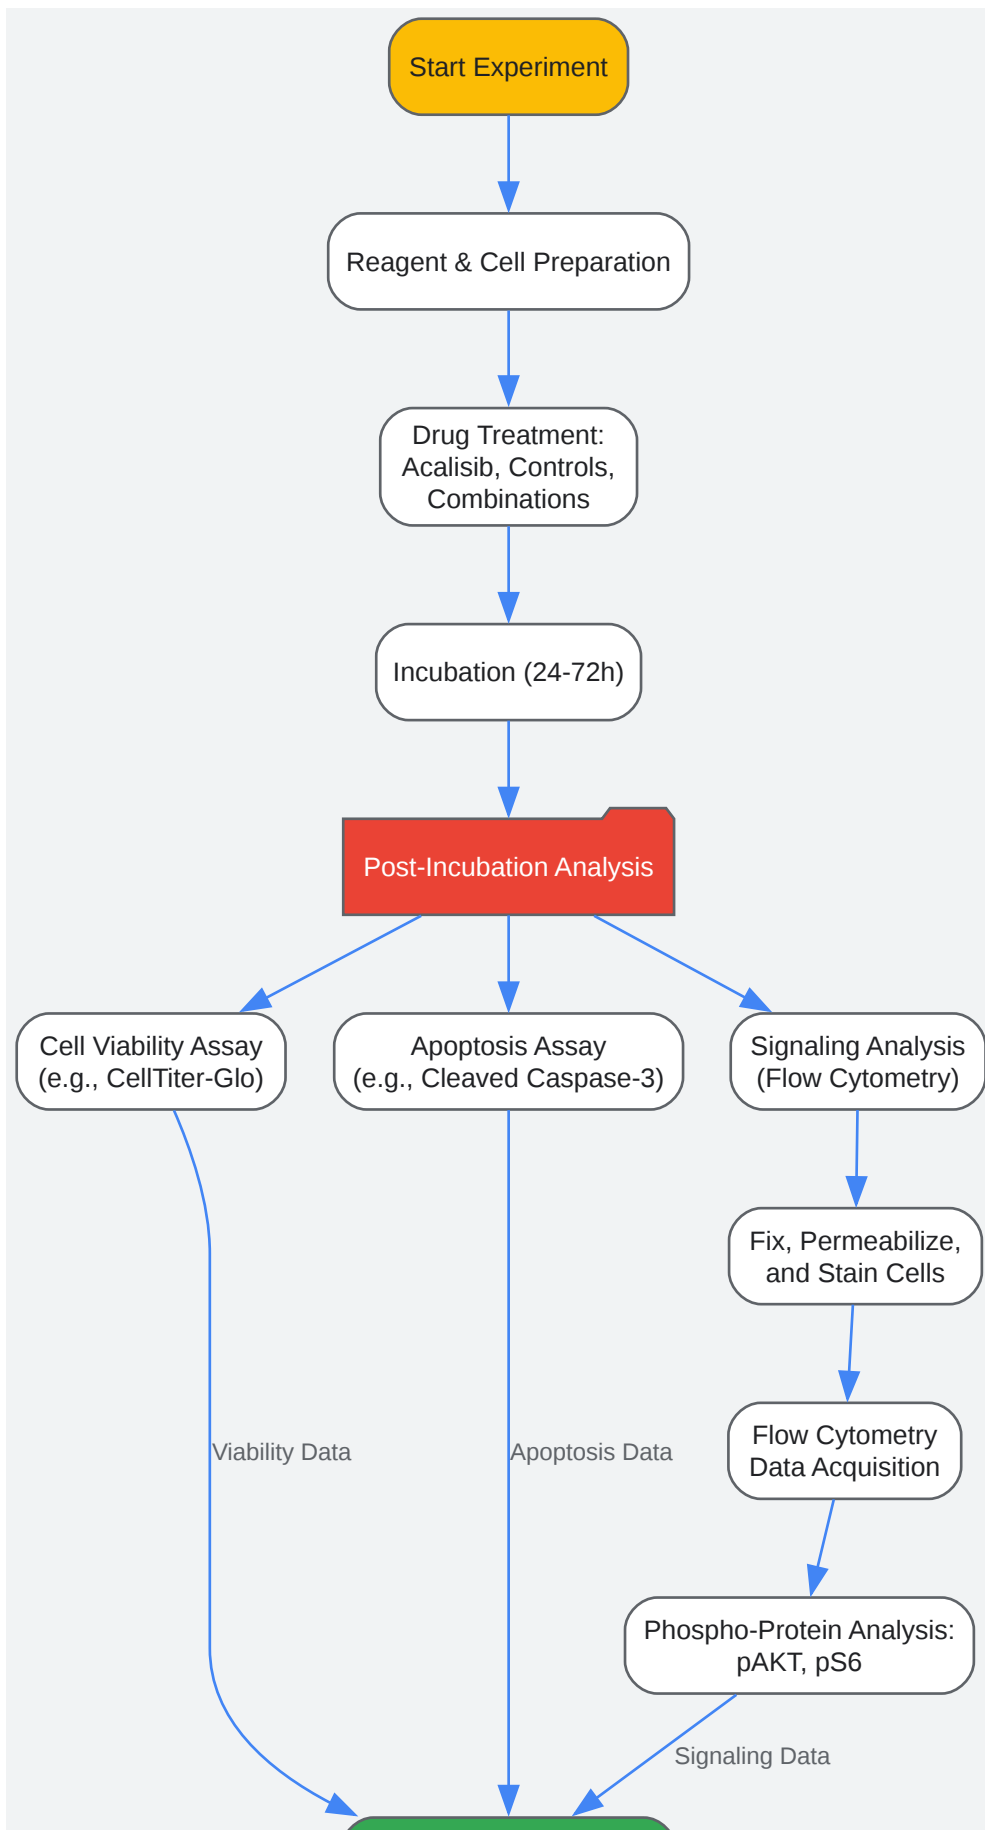 Start Experiment
Reagent & Cell Preparation
Drug Treatment:
Acalisib, Controls,
Combinations
Incubation (24-72h)
Post-Incubation Analysis
Cell Viability Assay
(e.g., CellTiter-Glo)
Apoptosis Assay
(e.g., Cleaved Caspase-3)
Signaling Analysis
(Flow Cytometry)
Fix, Permeabilize,
and Stain Cells
Flow Cytometry
Data Acquisition
Viability Data
Apoptosis Data
Phospho-Protein Analysis:
pAKT, pS6
Signaling Data